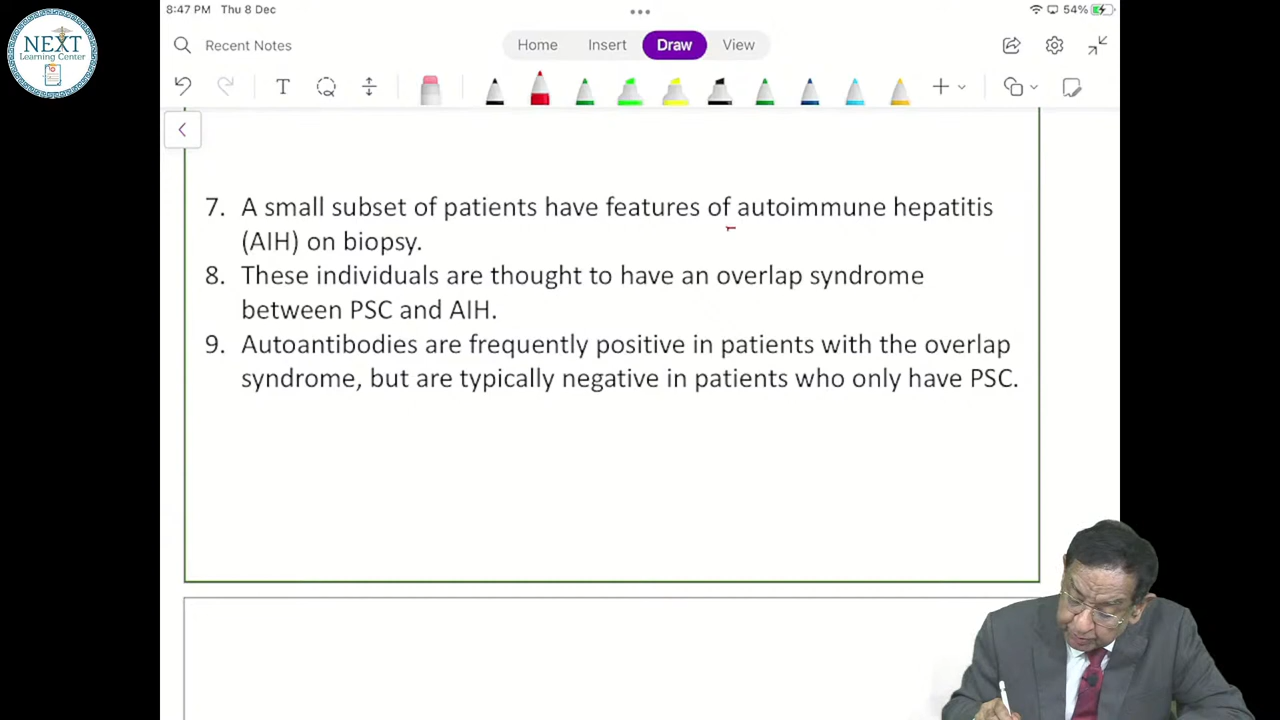 8:47 PM Thu 8 Dec
54%
NEXT
Learning Center
Recent Notes
Home Insert Draw View
T
7. A small subset of patients have features of autoimmune hepatitis
(AIH) on biopsy.
8. These individuals are thought to have an overlap syndrome
between PSC and AIH.
9. Autoantibodies are frequently positive in patients with the overlap
syndrome, but are typically negative in patients who only have PSC.